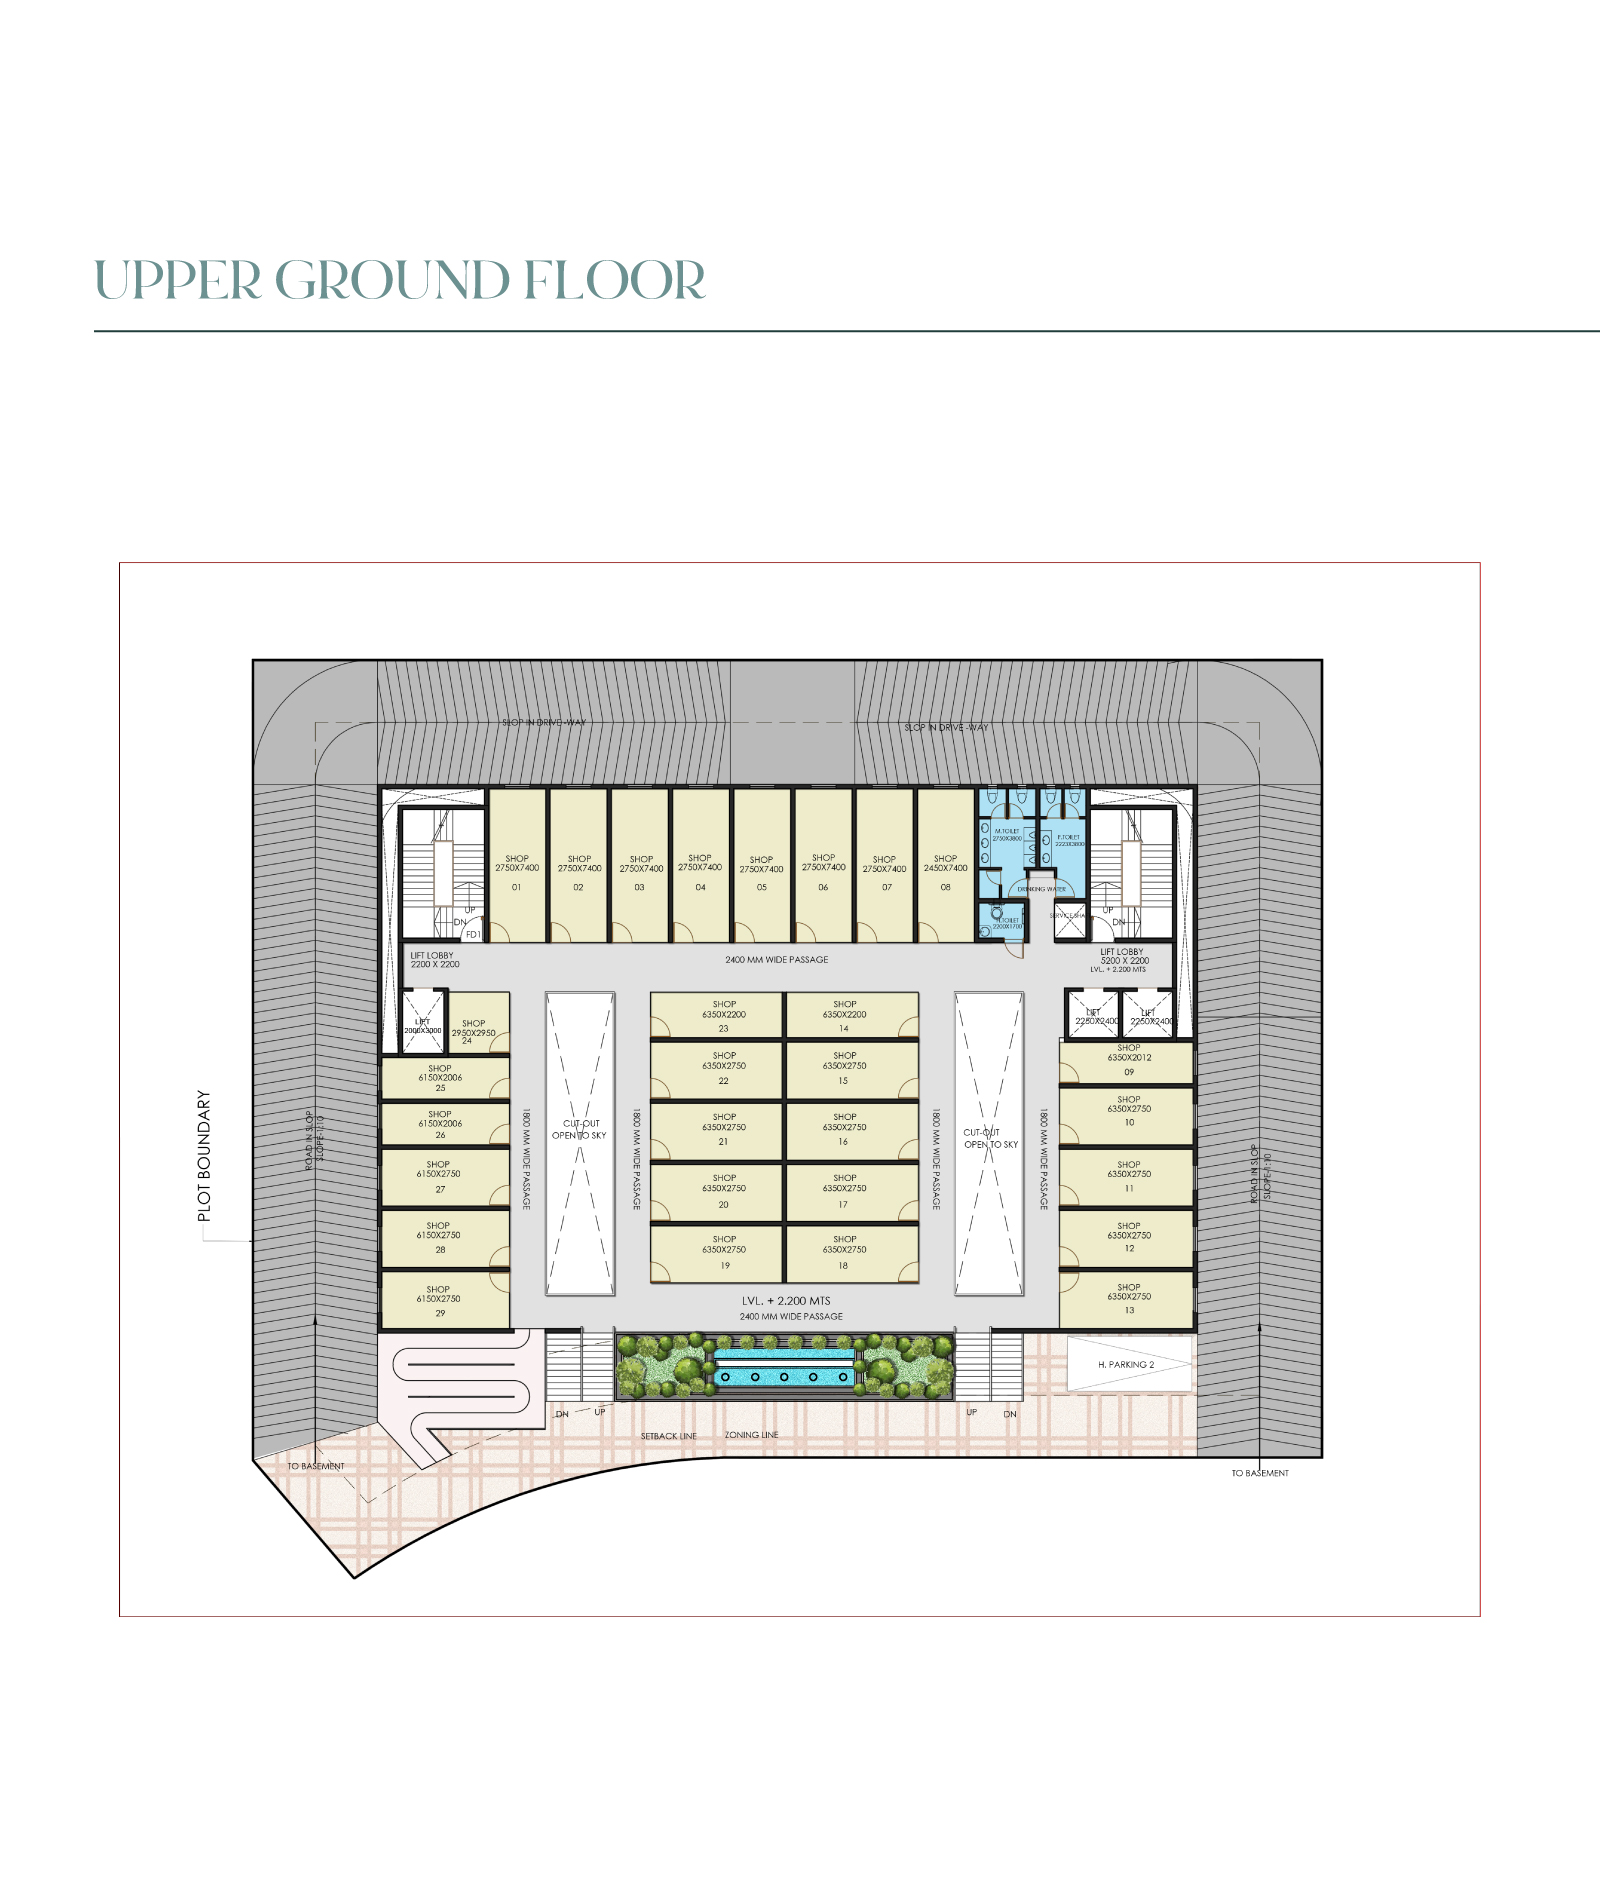 UPPER GROUND FLOOR
SLOP IN DRIVE-WAY
SLOP IN DRIVE-WAY
SHOP
2750X7400
01
SHOP
2750X7400
02
SHOP
2750X7400
03
SHOP
2750X7400
04
SHOP
2750X7400
05
SHOP
2750X7400
06
SHOP
2750X7400
07
SHOP
2450X7400
08
M.TOILET
2750X3800
F.TOILET
2225X3800
DRINKING WATER
TOILET
2200X1700
UP
DN
FD1
UP
DN
LIFT LOBBY
2200 X 2200
2400 MM WIDE PASSAGE
LIFT LOBBY
5200 X 2200
LVL. + 2.200 MTS
LIFT
2000X3000
SHOP
2950X2950
24
SHOP
6350X2200
23
SHOP
6350X2200
14
LIFT
2250X2400
LIFT
2250X2400
SHOP
6150X2006
25
SHOP
6150X2006
26
SHOP
6150X2750
27
SHOP
6150X2750
28
SHOP
6150X2750
29
1800 MM WIDE PASSAGE
CUT-OUT
OPEN TO SKY
1800 MM WIDE PASSAGE
SHOP
6350X2750
22
SHOP
6350X2750
15
SHOP
6350X2750
21
SHOP
6350X2750
16
SHOP
6350X2750
20
SHOP
6350X2750
17
SHOP
6350X2750
19
SHOP
6350X2750
18
1800 MM WIDE PASSAGE
CUT-OUT
OPEN TO SKY
1800 MM WIDE PASSAGE
SHOP
6350X2012
09
SHOP
6350X2750
10
SHOP
6350X2750
11
SHOP
6350X2750
12
SHOP
6350X2750
13
PLOT BOUNDARY
ROAD IN SLOP
SLOPE-1:10
ROAD IN SLOP
SLOPE-1:10
LVL. + 2.200 MTS
2400 MM WIDE PASSAGE
H. PARKING 2
DN
UP
UP
DN
SETBACK LINE
ZONING LINE
TO BASEMENT
TO BASEMENT